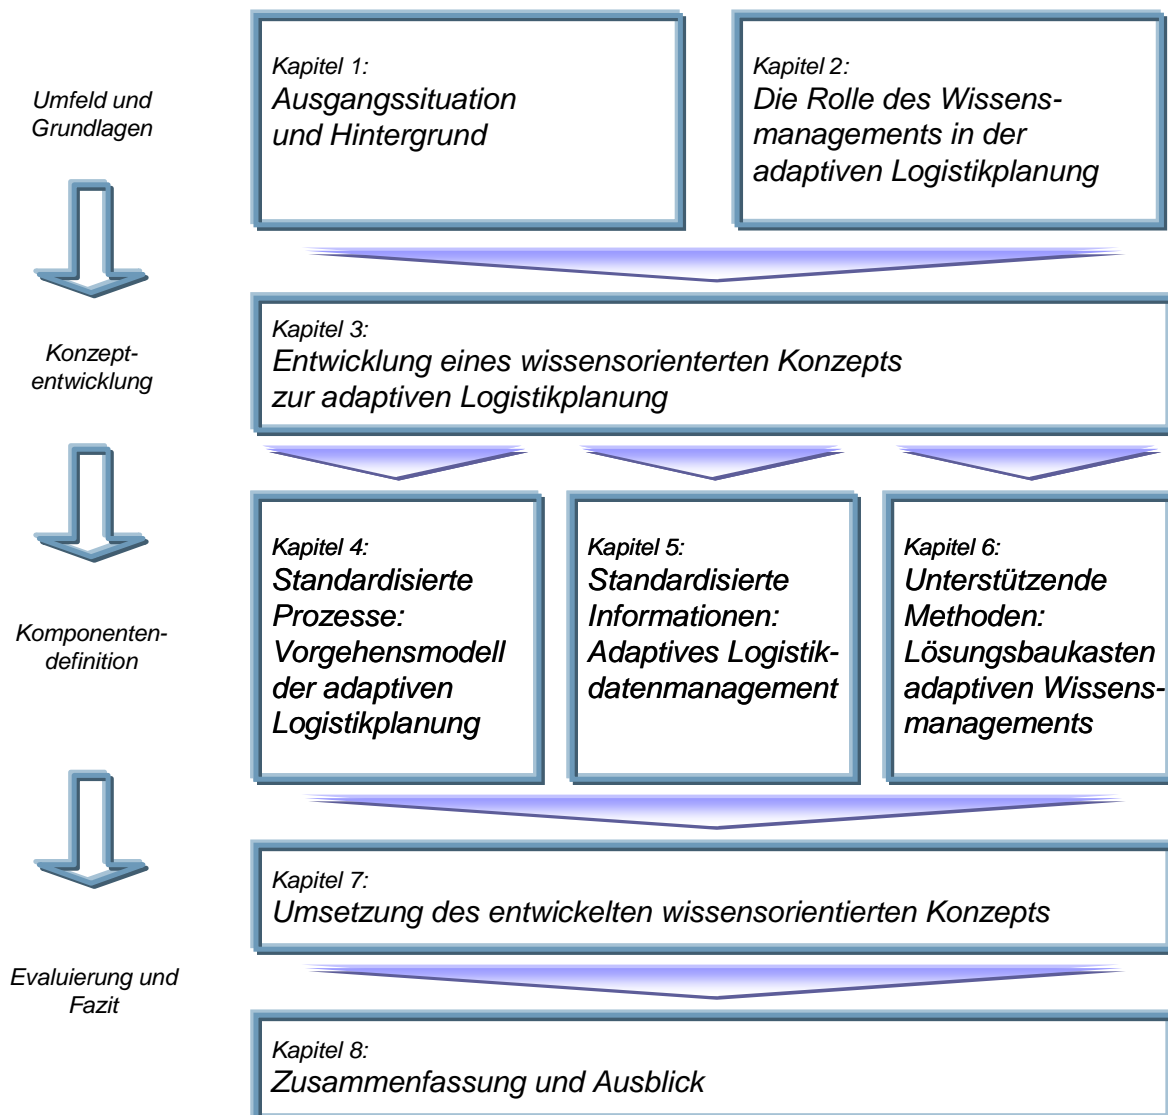 Umfeld und
Grundlagen
Kapitel 1:
Ausgangssituation
und Hintergrund
Kapitel 2:
Die Rolle des Wissens-
managements in der
adaptiven Logistikplanung
Konzept-
entwicklung
Kapitel 3:
Entwicklung eines wissensorienterten Konzepts
zur adaptiven Logistikplanung
Komponenten-
definition
Kapitel 4:
Standardisierte
Prozesse:
Vorgehensmodell
der adaptiven
Logistikplanung
Kapitel 5:
Standardisierte
Informationen:
Adaptives Logistik-
datenmanagement
Kapitel 6:
Unterstützende
Methoden:
Lösungsbaukasten
adaptiven Wissens-
managements
Evaluierung und
Fazit
Kapitel 7:
Umsetzung des entwickelten wissensorientierten Konzepts
Kapitel 8:
Zusammenfassung und Ausblick